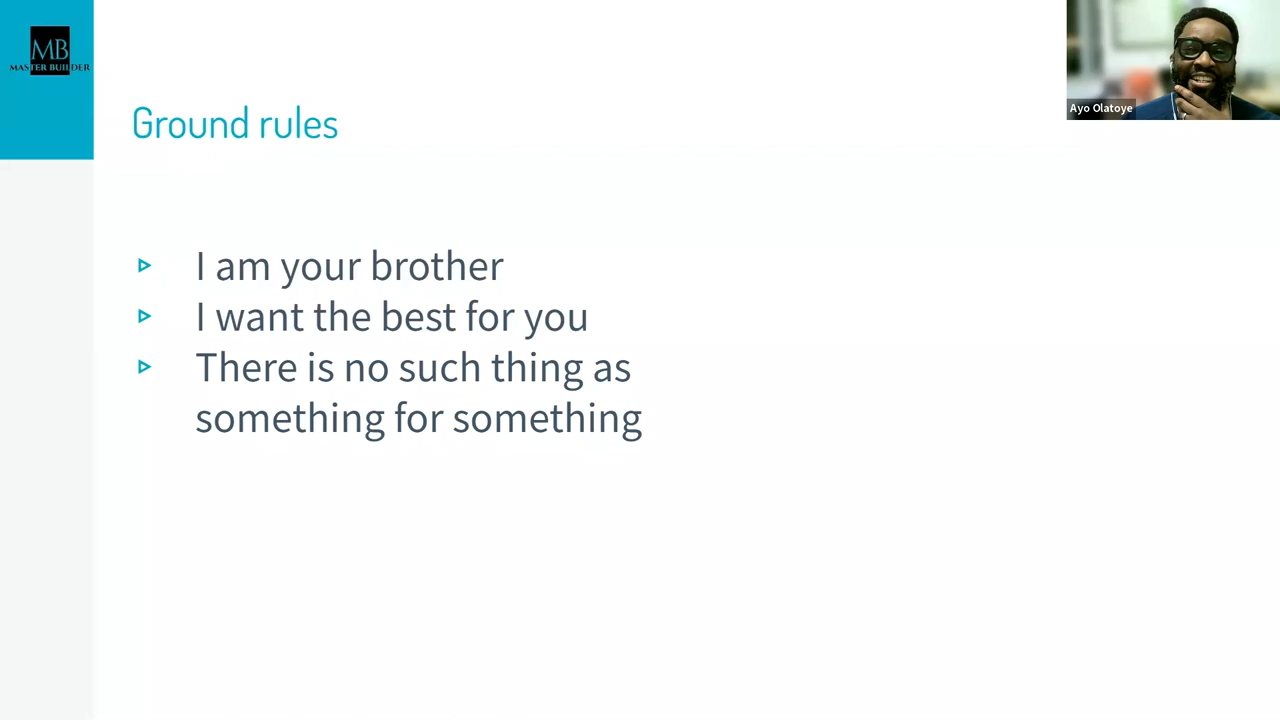 MB
MASTER BUILDER
Ayo Olatoye
Ground rules
I am your brother
I want the best for you
There is no such thing as
something for something